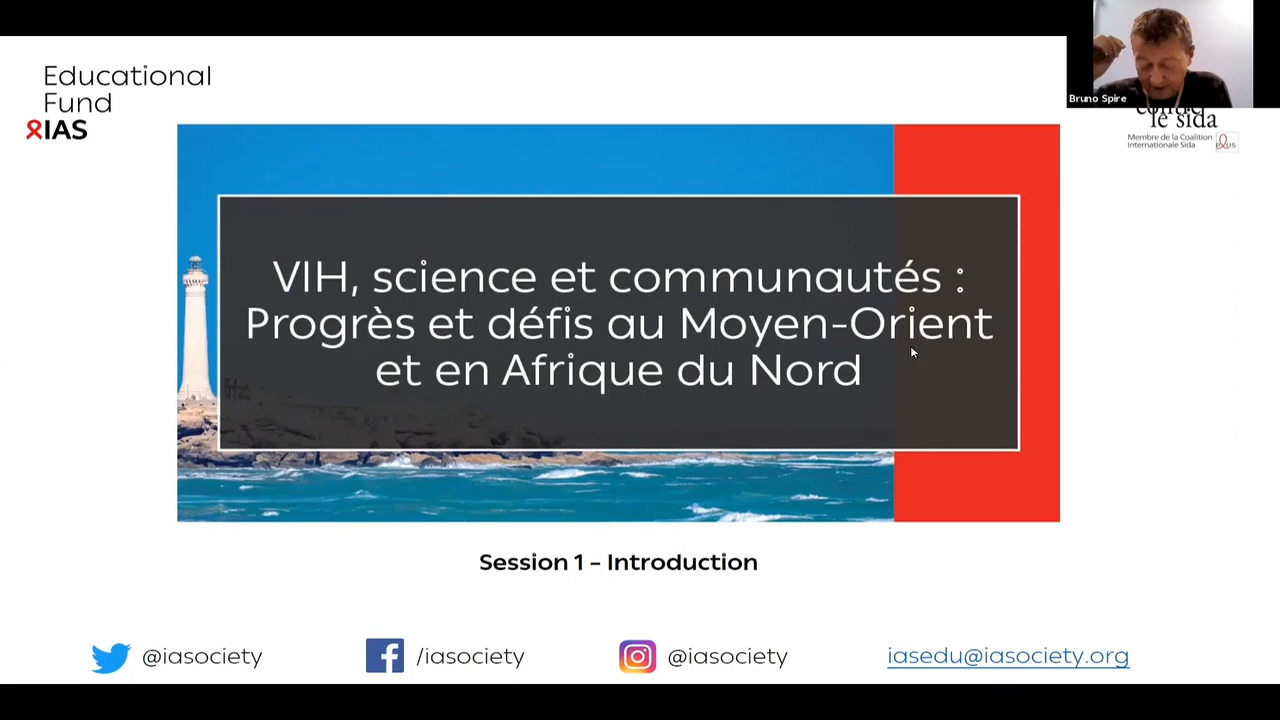 Educational
Fund
IAS
Bruno Spire
le sida
Membre de la Coalition
Internationale Sida
VIH, science et communautés :
Progrès et défis au Moyen-Orient
et en Afrique du Nord
Session 1 – Introduction
@iasociety
/iasociety
@iasociety
iasedu@iasociety.org